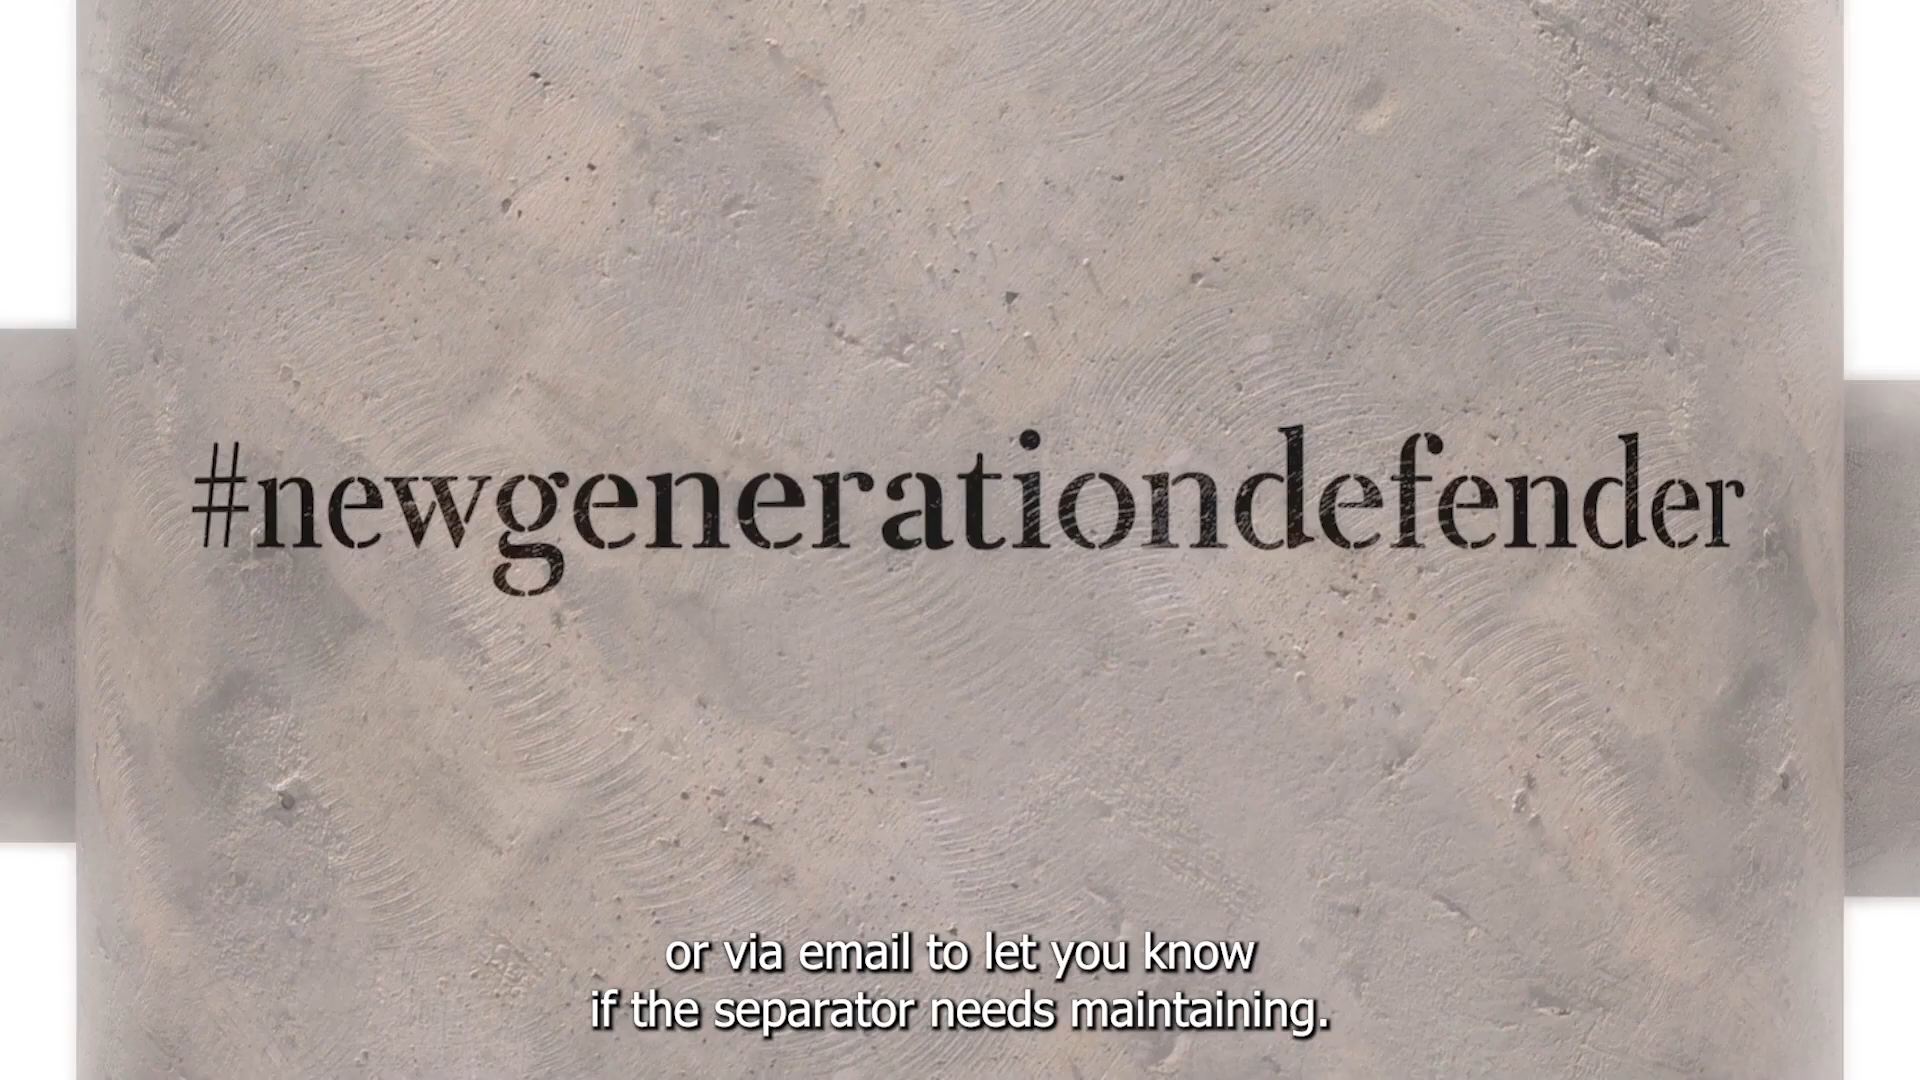 #newgenerationdefender
or via email to let you know
if the separator needs maintaining.